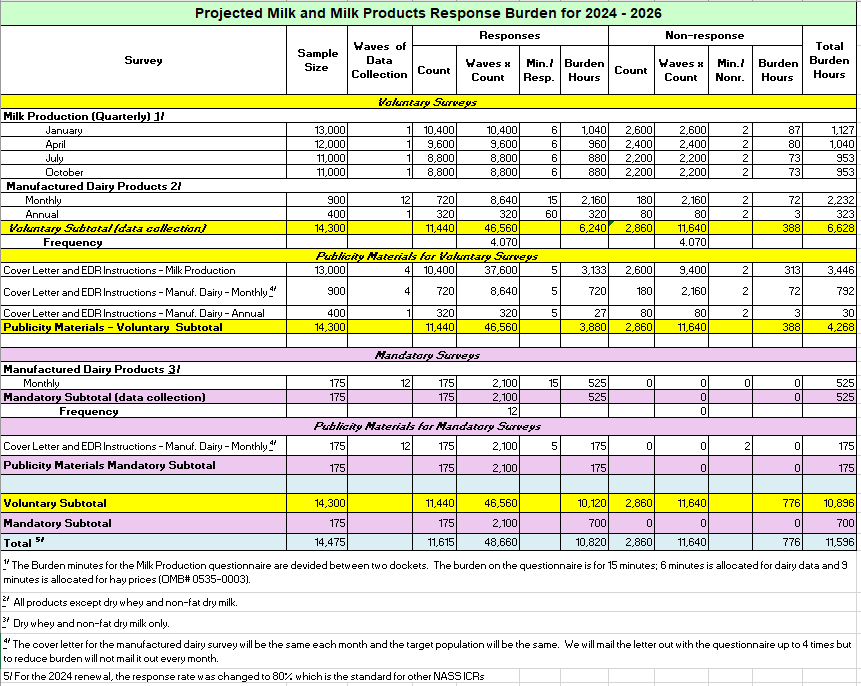 Projected Milk and Milk Products Response Burden for 2024 - 2026
Survey Sample Size Waves of Data Collection Responses Non-response Total Burden Hours
Count Waves x Count Min./ Resp. Burden Hours Count Waves x Count Min./ Nonr. Burden Hours
Voluntary Surveys
Milk Production (Quarterly) 1/
January 13,000 1 10,400 10,400 6 1,040 2,600 2,600 2 87 1,127
April 12,000 1 9,600 9,600 6 960 2,400 2,400 2 80 1,040
July 11,000 1 8,800 8,800 6 880 2,200 2,200 2 73 953
October 11,000 1 8,800 8,800 6 880 2,200 2,200 2 73 953
Manufactured Dairy Products 2/
Monthly 900 12 720 8,640 15 2,160 180 2,160 2 72 2,232
Annual 400 1 320 320 60 320 80 80 2 3 323
Voluntary Subtotal (data collection) 14,300 11,440 46,560 6,240 2,860 11,640 388 6,628
Frequency 4.070 4.070
Publicity Materials for Voluntary Surveys
Cover Letter and EDR Instructions - Milk Production 13,000 4 10,400 37,600 5 3,133 2,600 9,400 2 313 3,446
Cover Letter and EDR Instructions - Manuf. Dairy - Monthly 4/ 900 4 720 8,640 5 720 180 2,160 2 72 792
Cover Letter and EDR Instructions - Manuf. Dairy - Annual 400 1 320 320 5 27 80 80 2 3 30
Publicity Materials - Voluntary Subtotal 14,300 11,440 46,560 3,880 2,860 11,640 388 4,268
Mandatory Surveys
Manufactured Dairy Products 3/
Monthly 175 12 175 2,100 15 525 0 0 0 0 525
Mandatory Subtotal (data collection) 175 175 2,100 525 0 0 0 525
Frequency 12 0
Publicity Materials for Mandatory Surveys
Cover Letter and EDR Instructions - Manuf. Dairy - Monthly 4/ 175 12 175 2,100 5 175 0 0 2 0 175
Publicity Materials Mandatory Subtotal 175 175 2,100 175 0 0 0 175
Voluntary Subtotal 14,300 11,440 46,560 10,120 2,860 11,640 776 10,896
Mandatory Subtotal 175 175 2,100 700 0 0 0 700
Total 5/ 14,475 11,615 48,660 10,820 2,860 11,640 776 11,596
1/ The Burden minutes for the Milk Production questionnaire are devided between two dockets. The burden on the questionnaire is for 15 minutes; 6 minutes is allocated for dairy data and 9
minutes is allocated for hay prices (OMB# 0535-0003).
2/ All products except dry whey and non-fat dry milk.
3/ Dry whey and non-fat dry milk only.
4/ The cover letter for the manufactured dairy survey will be the same each month and the target population will be the same. We will mail the letter out with the questionnaire up to 4 times but
to reduce burden will not mail it out every month.
5/ For the 2024 renewal, the response rate was changed to 80% which is the standard for other NASS ICRs